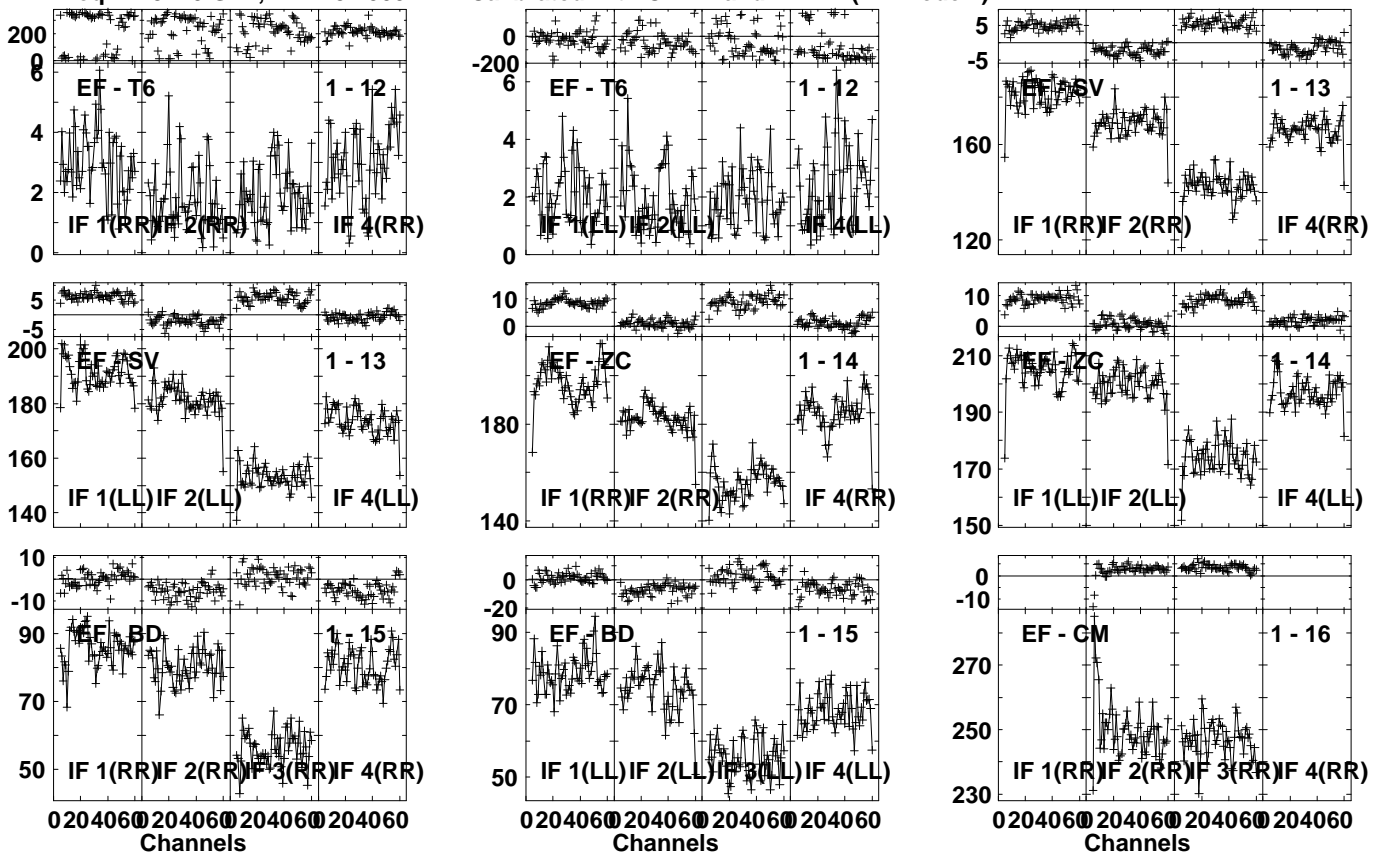 200
0
0
-200
5
-5
EF - T6
1 - 12
6
4
2
0
IF 1(RR)
IF 2(RR)
IF 4(RR)
EF - T6
1 - 12
6
4
2
0
IF 1(LL)
IF 2(LL)
IF 4(LL)
EF - SV
1 - 13
160
120
IF 1(RR)
IF 2(RR)
IF 4(RR)
5
-5
10
0
10
0
EF - SV
1 - 13
200
180
160
140
IF 1(LL)
IF 2(LL)
IF 4(LL)
EF - ZC
1 - 14
180
140
IF 1(RR)
IF 2(RR)
IF 4(RR)
EF - ZC
1 - 14
210
190
170
150
IF 1(LL)
IF 2(LL)
IF 4(LL)
10
-10
0
-20
0
-10
EF - BD
1 - 15
90
70
50
IF 1(RR)
IF 2(RR)
IF 3(RR)
IF 4(RR)
EF - BD
1 - 15
90
70
50
IF 1(LL)
IF 2(LL)
IF 3(LL)
IF 4(LL)
EF - CM
1 - 16
270
250
230
IF 1(RR)
IF 2(RR)
IF 3(RR)
IF 4(RR)
0 20 40 60 0 20 40 60 0 20 40 60 0 20 40 60
0 20 40 60 0 20 40 60 0 20 40 60 0 20 40 60
0 20 40 60 0 20 40 60 0 20 40 60 0 20 40 60
Channels
Channels
Channels